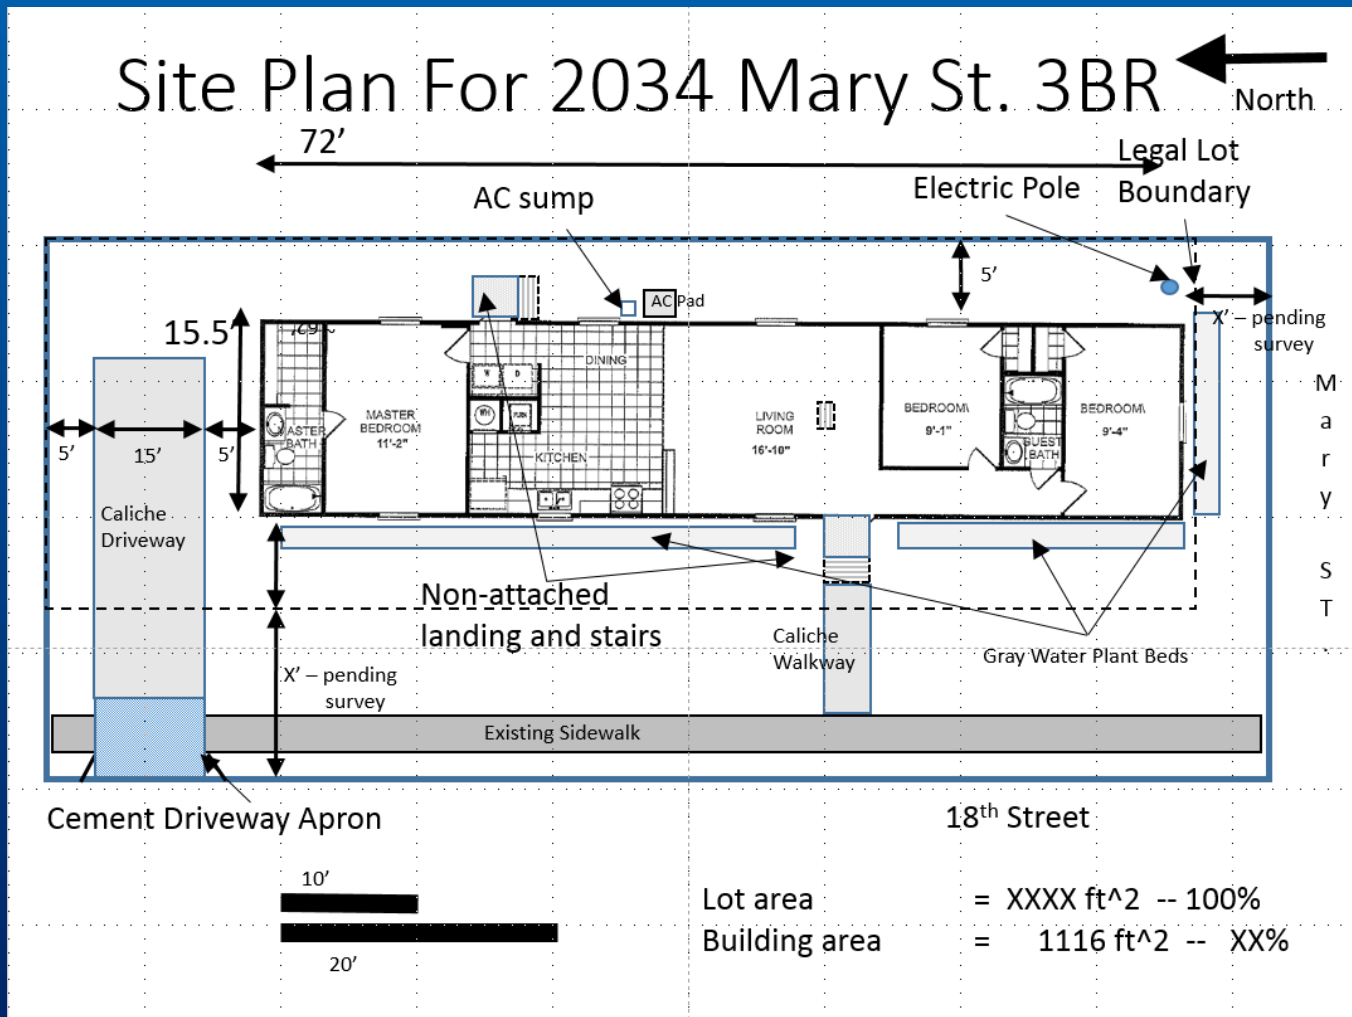 Site Plan For 2034 Mary St. 3BR
North
72’
Legal Lot
Boundary
Electric Pole
AC sump
5’
AC Pad
X’ – pending
survey
15.5
DINING
W D
WH
FURN
MASTER
BEDROOM
11'-2"
MASTER
BATH
KITCHEN
LIVING
ROOM
16'-10"
BEDROOM\
9'-1"
BEDROOM\
9'-4"
GUEST
BATH
5’
15’
5’
Caliche
Driveway
M
a
r
y
S
T
.
Non-attached
landing and stairs
Caliche
Walkway
Gray Water Plant Beds
X’ – pending
survey
Existing Sidewalk
Cement Driveway Apron
18th Street
10’
20’
Lot area = XXXX ft^2 -- 100%
Building area = 1116 ft^2 -- XX%